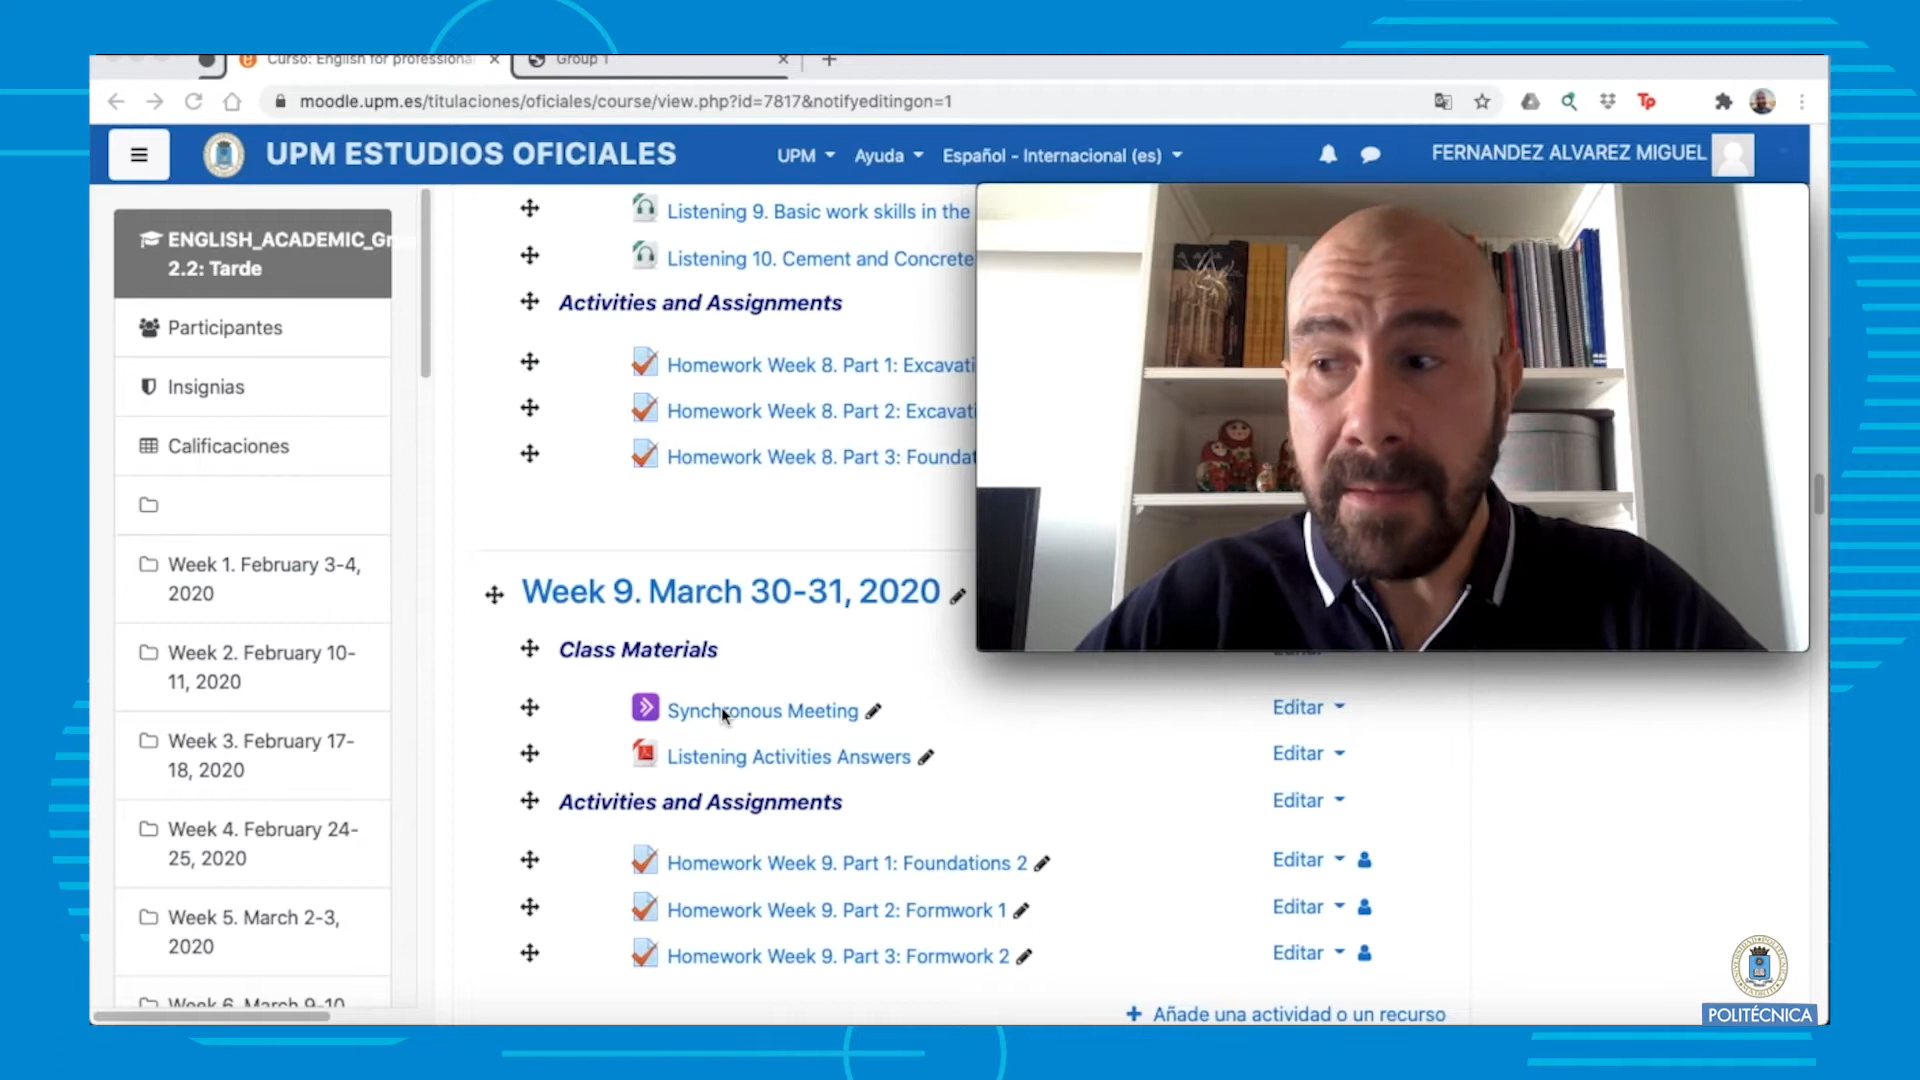 Curso: English for professional
Group 1
moodle.upm.es/titulaciones/oficiales/course/view.php?id=7817&notifyeditingon=1
Tp
UPM ESTUDIOS OFICIALES
UPM
Ayuda
Español - Internacional (es)
FERNANDEZ ALVAREZ MIGUEL
ENGLISH_ACADEMIC_Gr
2.2: Tarde
Participantes
Insignias
Calificaciones
Week 1. February 3-4,
2020
Week 2. February 10-
11, 2020
Week 3. February 17-
18, 2020
Week 4. February 24-
25, 2020
Week 5. March 2-3,
2020
Week 6. March 9-10
Listening 9. Basic work skills in the
Listening 10. Cement and Concrete
Activities and Assignments
Homework Week 8. Part 1: Excavati
Homework Week 8. Part 2: Excavati
Homework Week 8. Part 3: Foundat
Week 9. March 30-31, 2020
Class Materials
Synchronous Meeting
Editar
Listening Activities Answers
Editar
Activities and Assignments
Editar
Homework Week 9. Part 1: Foundations 2
Editar
Homework Week 9. Part 2: Formwork 1
Editar
Homework Week 9. Part 3: Formwork 2
Editar
Añade una actividad o un recurso
POLITÉCNICA